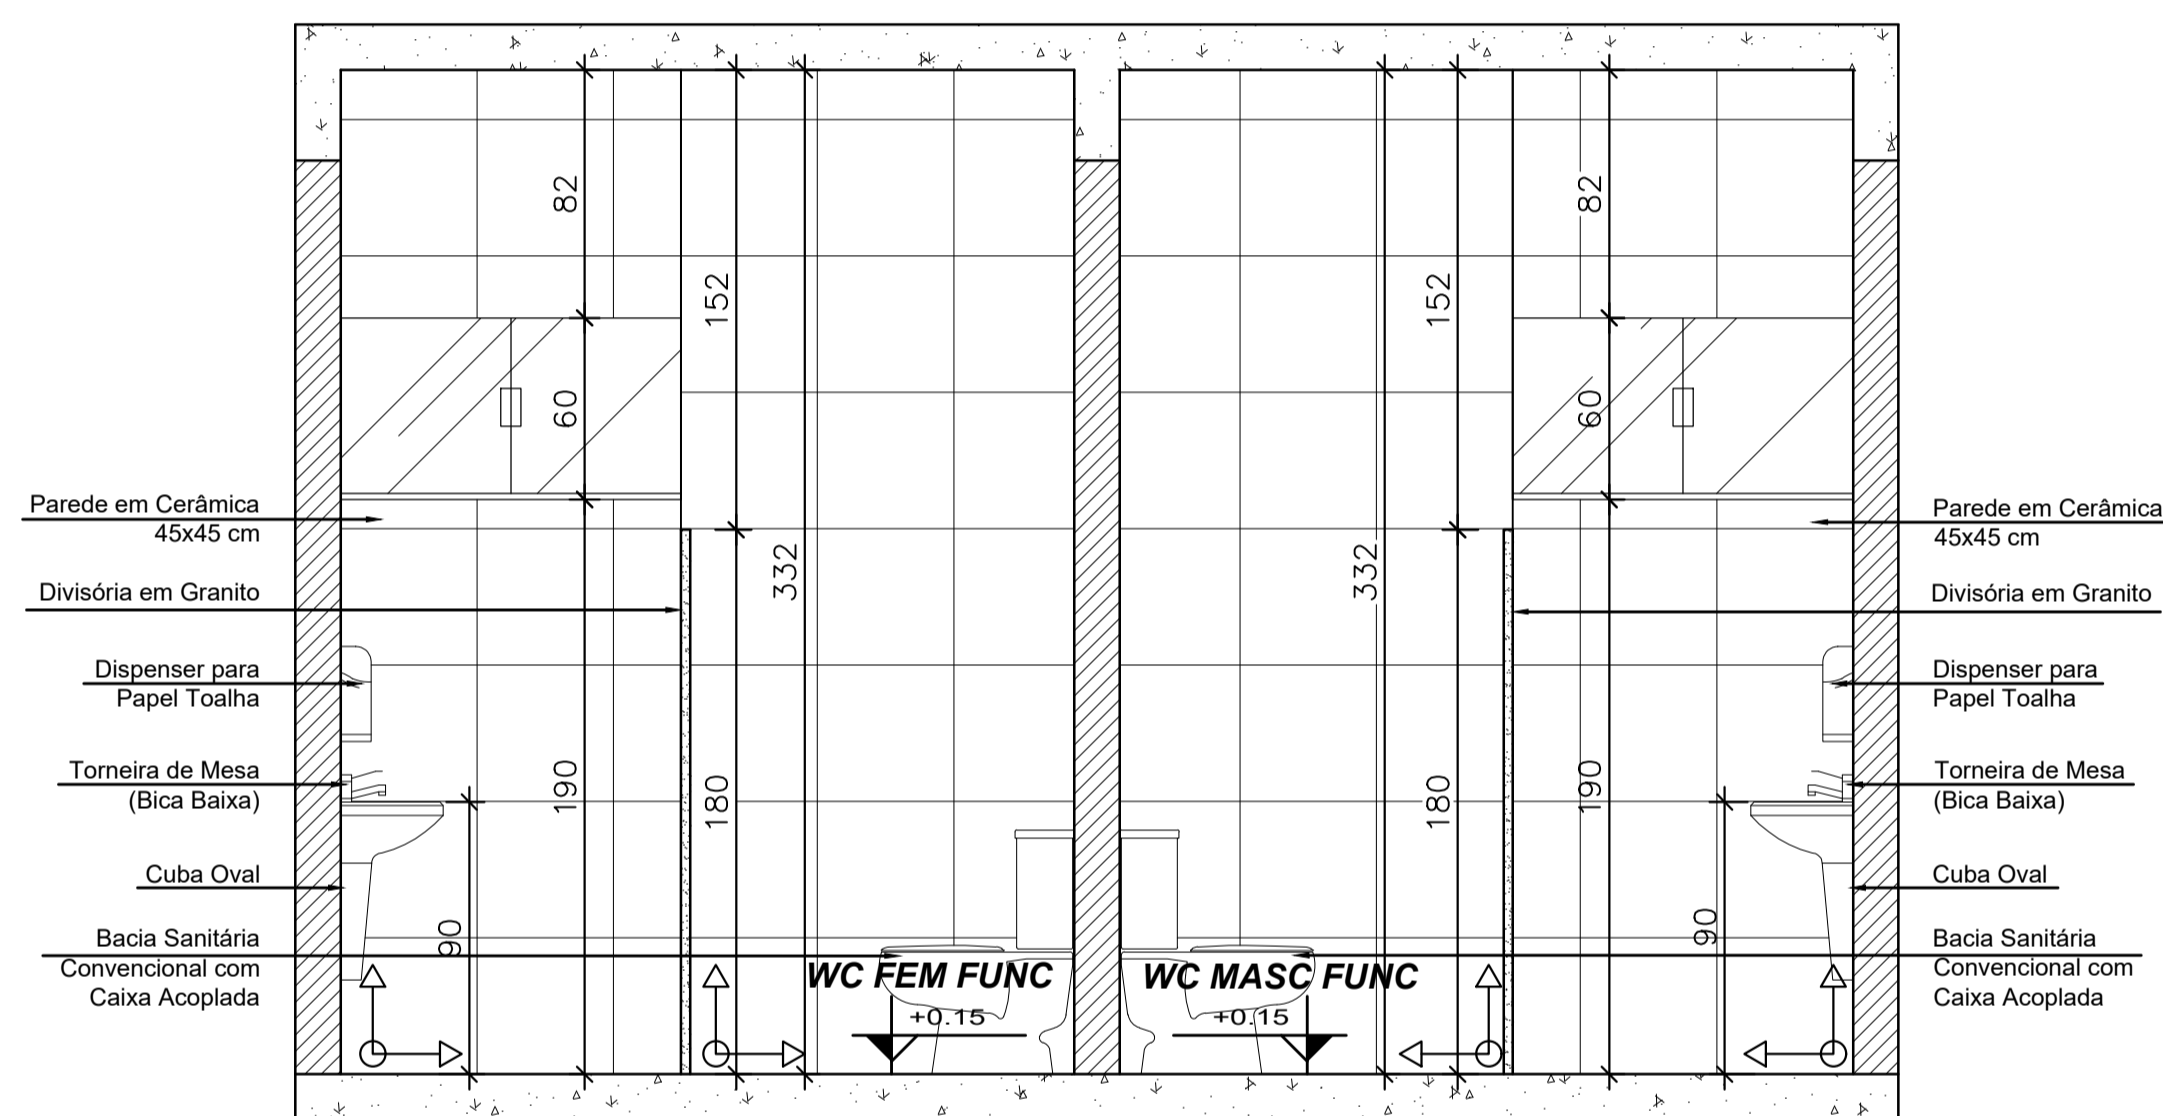 82
82
152
152
60
60
Parede em Cerâmica
45x45 cm
Parede em Cerâmica
45x45 cm
332
332
Divisória em Granito
Divisória em Granito
Dispenser para
Papel Toalha
Dispenser para
Papel Toalha
Torneira de Mesa
(Bica Baixa)
190
180
180
190
Torneira de Mesa
(Bica Baixa)
Cuba Oval
Cuba Oval
90
90
Bacia Sanitária
Convencional com
Caixa Acoplada
WC FEM FUNC
WC MASC FUNC
Bacia Sanitária
Convencional com
Caixa Acoplada
+0.15
+0.15